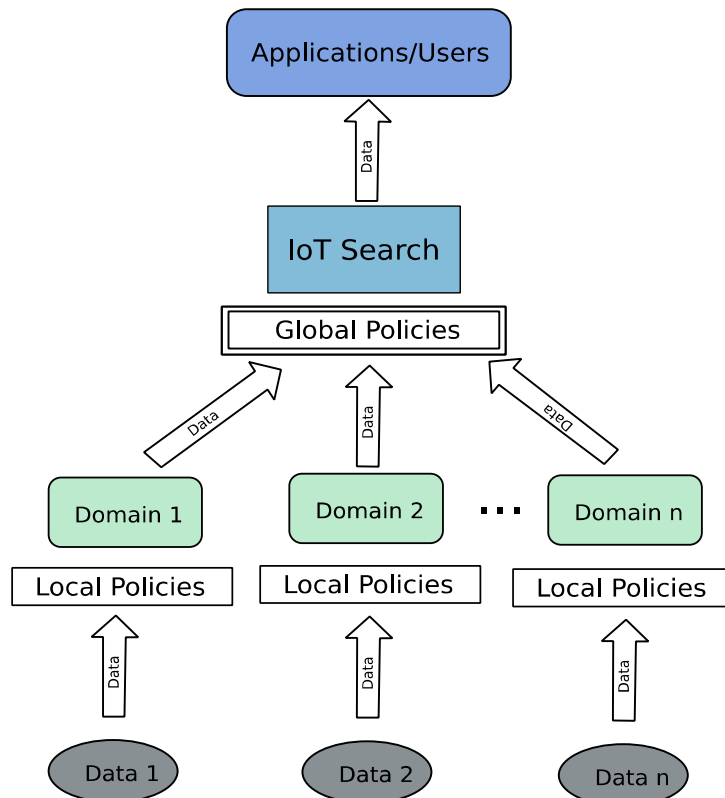 Applications/Users
Data
IoT Search
Global Policies
Data
Data
Data
Domain 1
Domain 2
...
Domain n
Local Policies
Local Policies
Local Policies
Data
Data
Data
Data 1
Data 2
Data n